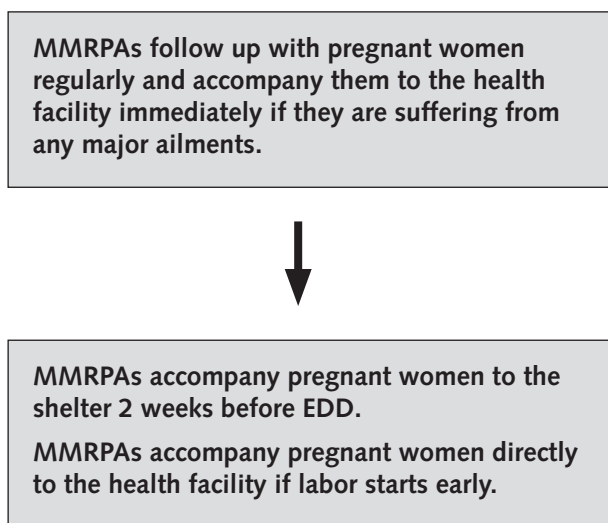 MMRPAs follow up with pregnant women
regularly and accompany them to the health
facility immediately if they are suffering from
any major ailments.
MMRPAs accompany pregnant women to the
shelter 2 weeks before EDD.
MMRPAs accompany pregnant women directly
to the health facility if labor starts early.